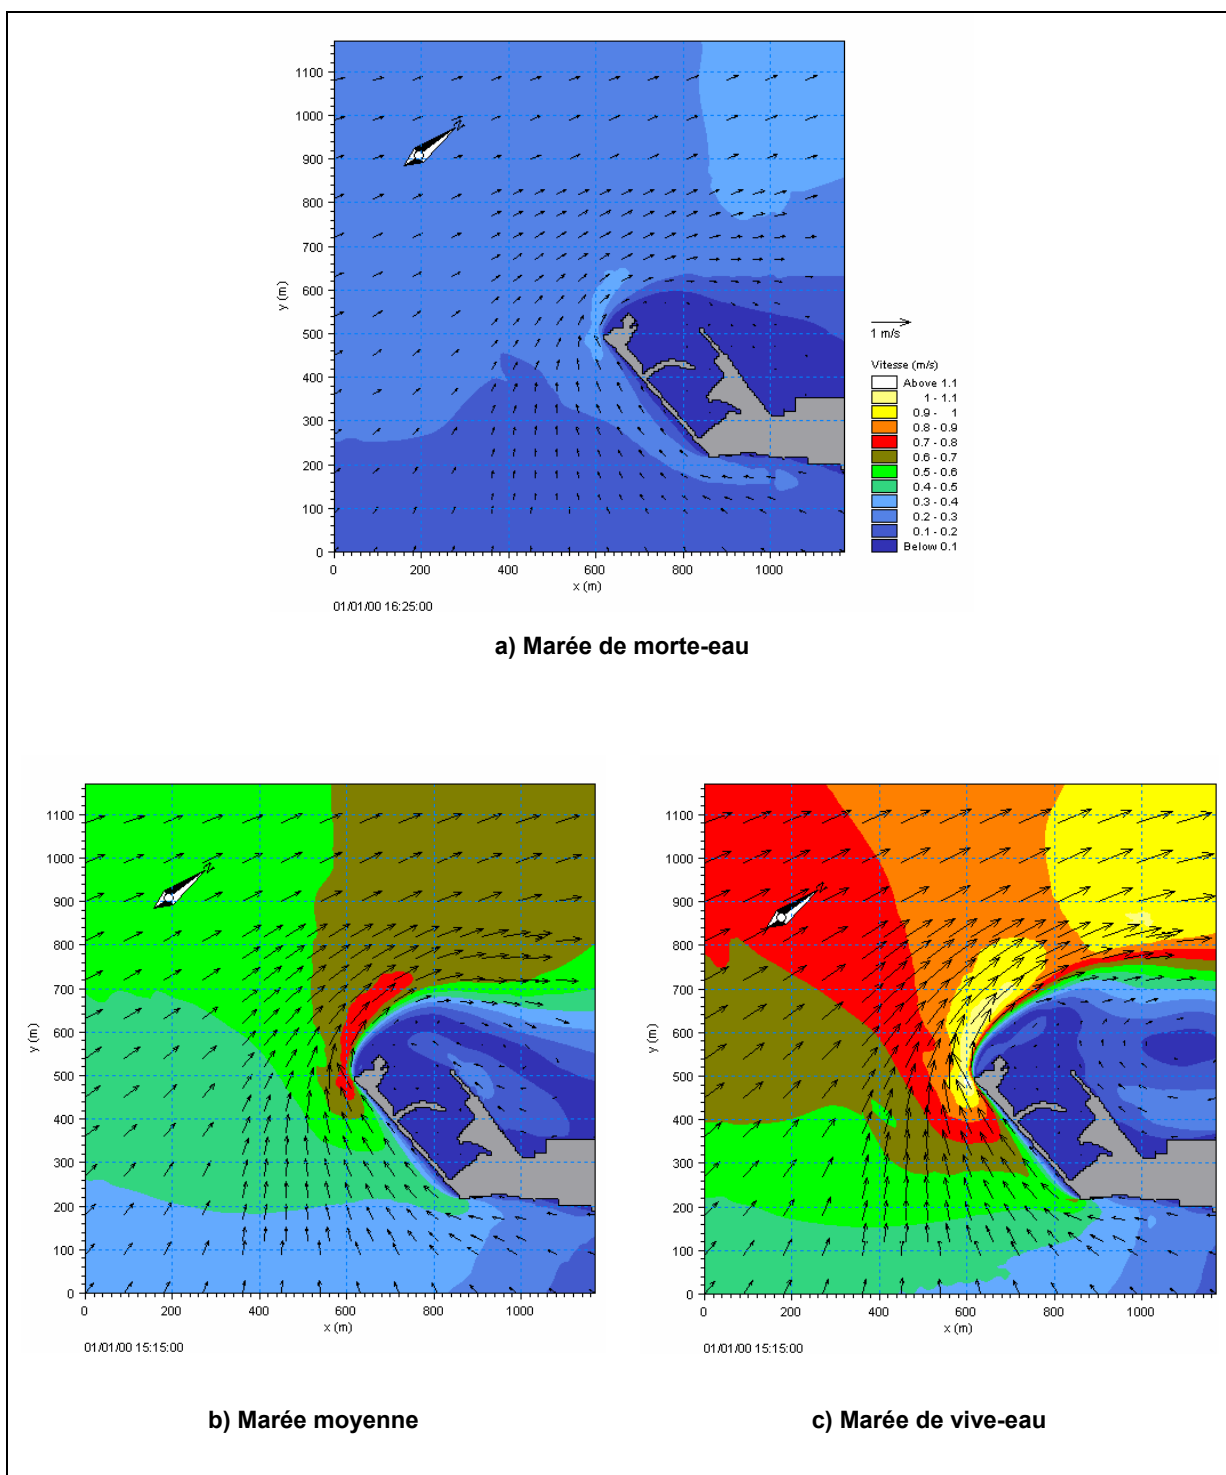 1100
1000
900
800
700
600
500
400
300
200
100
0
y (m)
0 200 400 600 800 1000
x (m)
01/01/00 16:25:00
N
1 m/s
Vitesse (m/s)
Above 1.1
1 - 1.1
0.9 - 1
0.8 - 0.9
0.7 - 0.8
0.6 - 0.7
0.5 - 0.6
0.4 - 0.5
0.3 - 0.4
0.2 - 0.3
0.1 - 0.2
Below 0.1
a) Marée de morte-eau
1100
1000
900
800
700
600
500
400
300
200
100
0
y (m)
0 200 400 600 800 1000
x (m)
01/01/00 15:15:00
N
b) Marée moyenne
1100
1000
900
800
700
600
500
400
300
200
100
0
y (m)
0 200 400 600 800 1000
x (m)
01/01/00 15:15:00
N
c) Marée de vive-eau